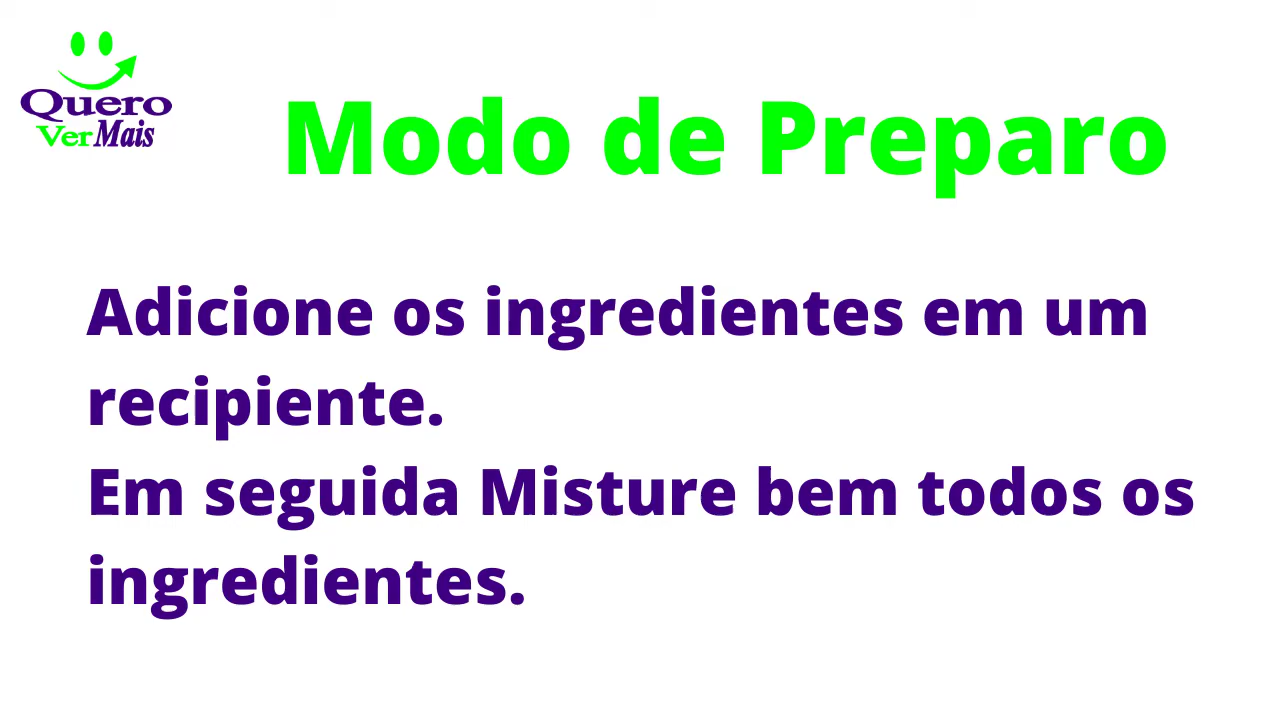 Quero
Ver Mais
Modo de Preparo
Adicione os ingredientes em um
recipiente.
Em seguida Misture bem todos os
ingredientes.